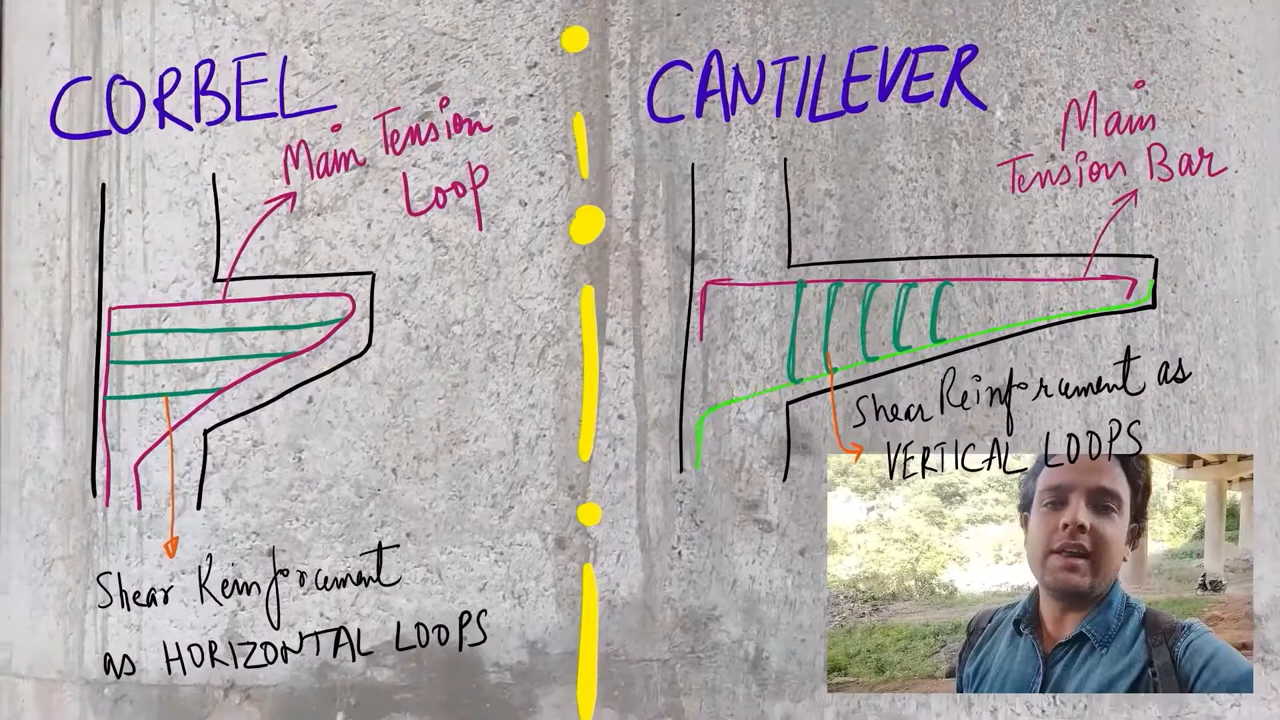 CORBEL
Main Tension
Loop
Shear Reinforcement
as HORIZONTAL LOOPS
CANTILEVER
Main
Tension Bar
Shear Reinforcement as
VERTICAL LOOPS